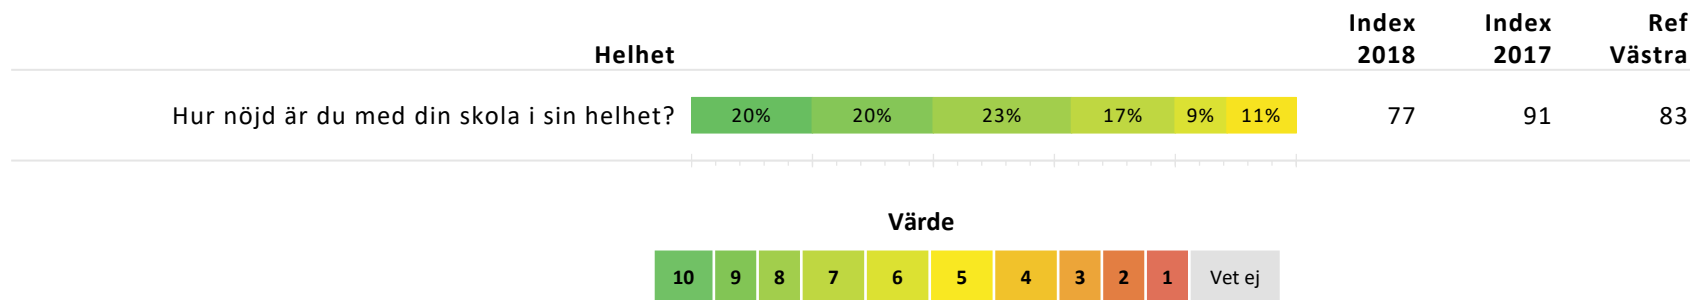 Helhet Index 2018 Index 2017 Ref Västra
Hur nöjd är du med din skola i sin helhet? 20% 20% 23% 17% 9% 11% 77 91 83
Värde
10 9 8 7 6 5 4 3 2 1 Vet ej